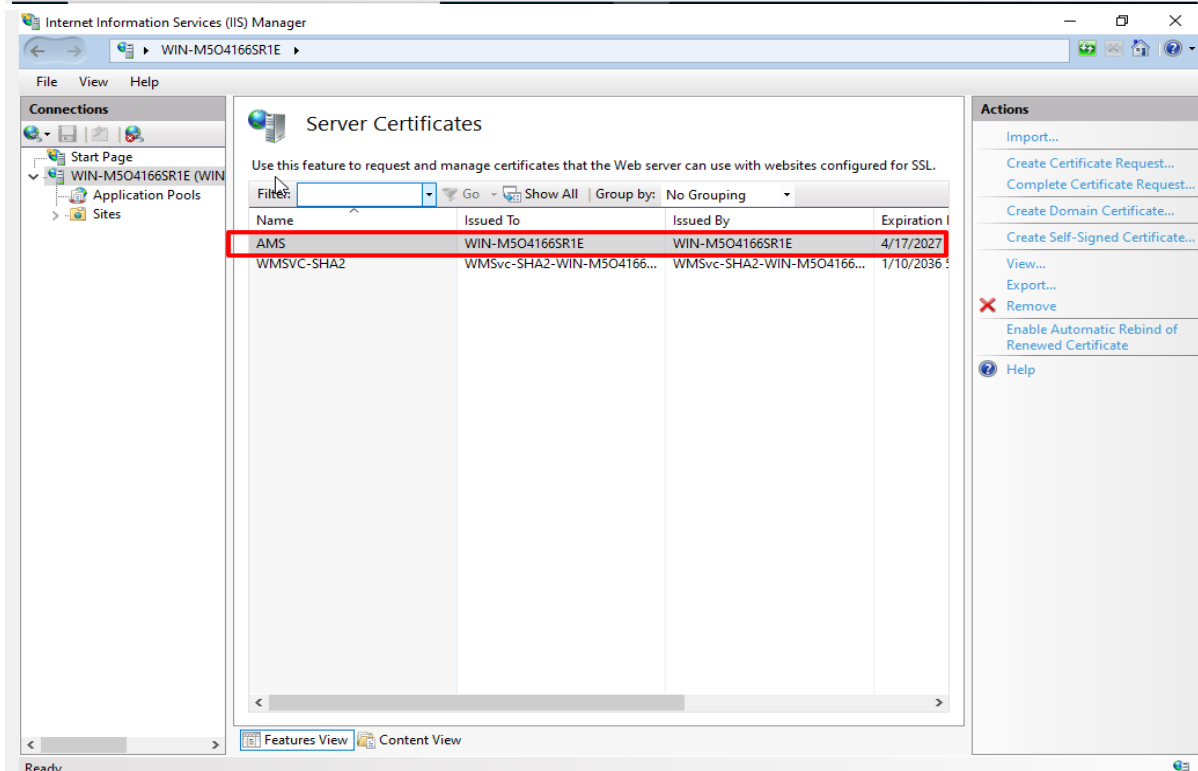 Internet Information Services (IIS) Manager
WIN-M5O4166SR1E
File View Help
Connections
Start Page
WIN-M5O4166SR1E (WIN
Application Pools
Sites
Server Certificates
Use this feature to request and manage certificates that the Web server can use with websites configured for SSL.
Filter: Go Show All Group by: No Grouping
Name Issued To Issued By Expiration
AMS WIN-M5O4166SR1E WIN-M5O4166SR1E 4/17/2027
WMSVC-SHA2 WMSvc-SHA2-WIN-M5O4166... WMSvc-SHA2-WIN-M5O4166... 1/10/2036
Features View Content View
Actions
Import...
Create Certificate Request...
Complete Certificate Request...
Create Domain Certificate...
Create Self-Signed Certificate...
View...
Export...
Remove
Enable Automatic Rebind of
Renewed Certificate
Help
Ready